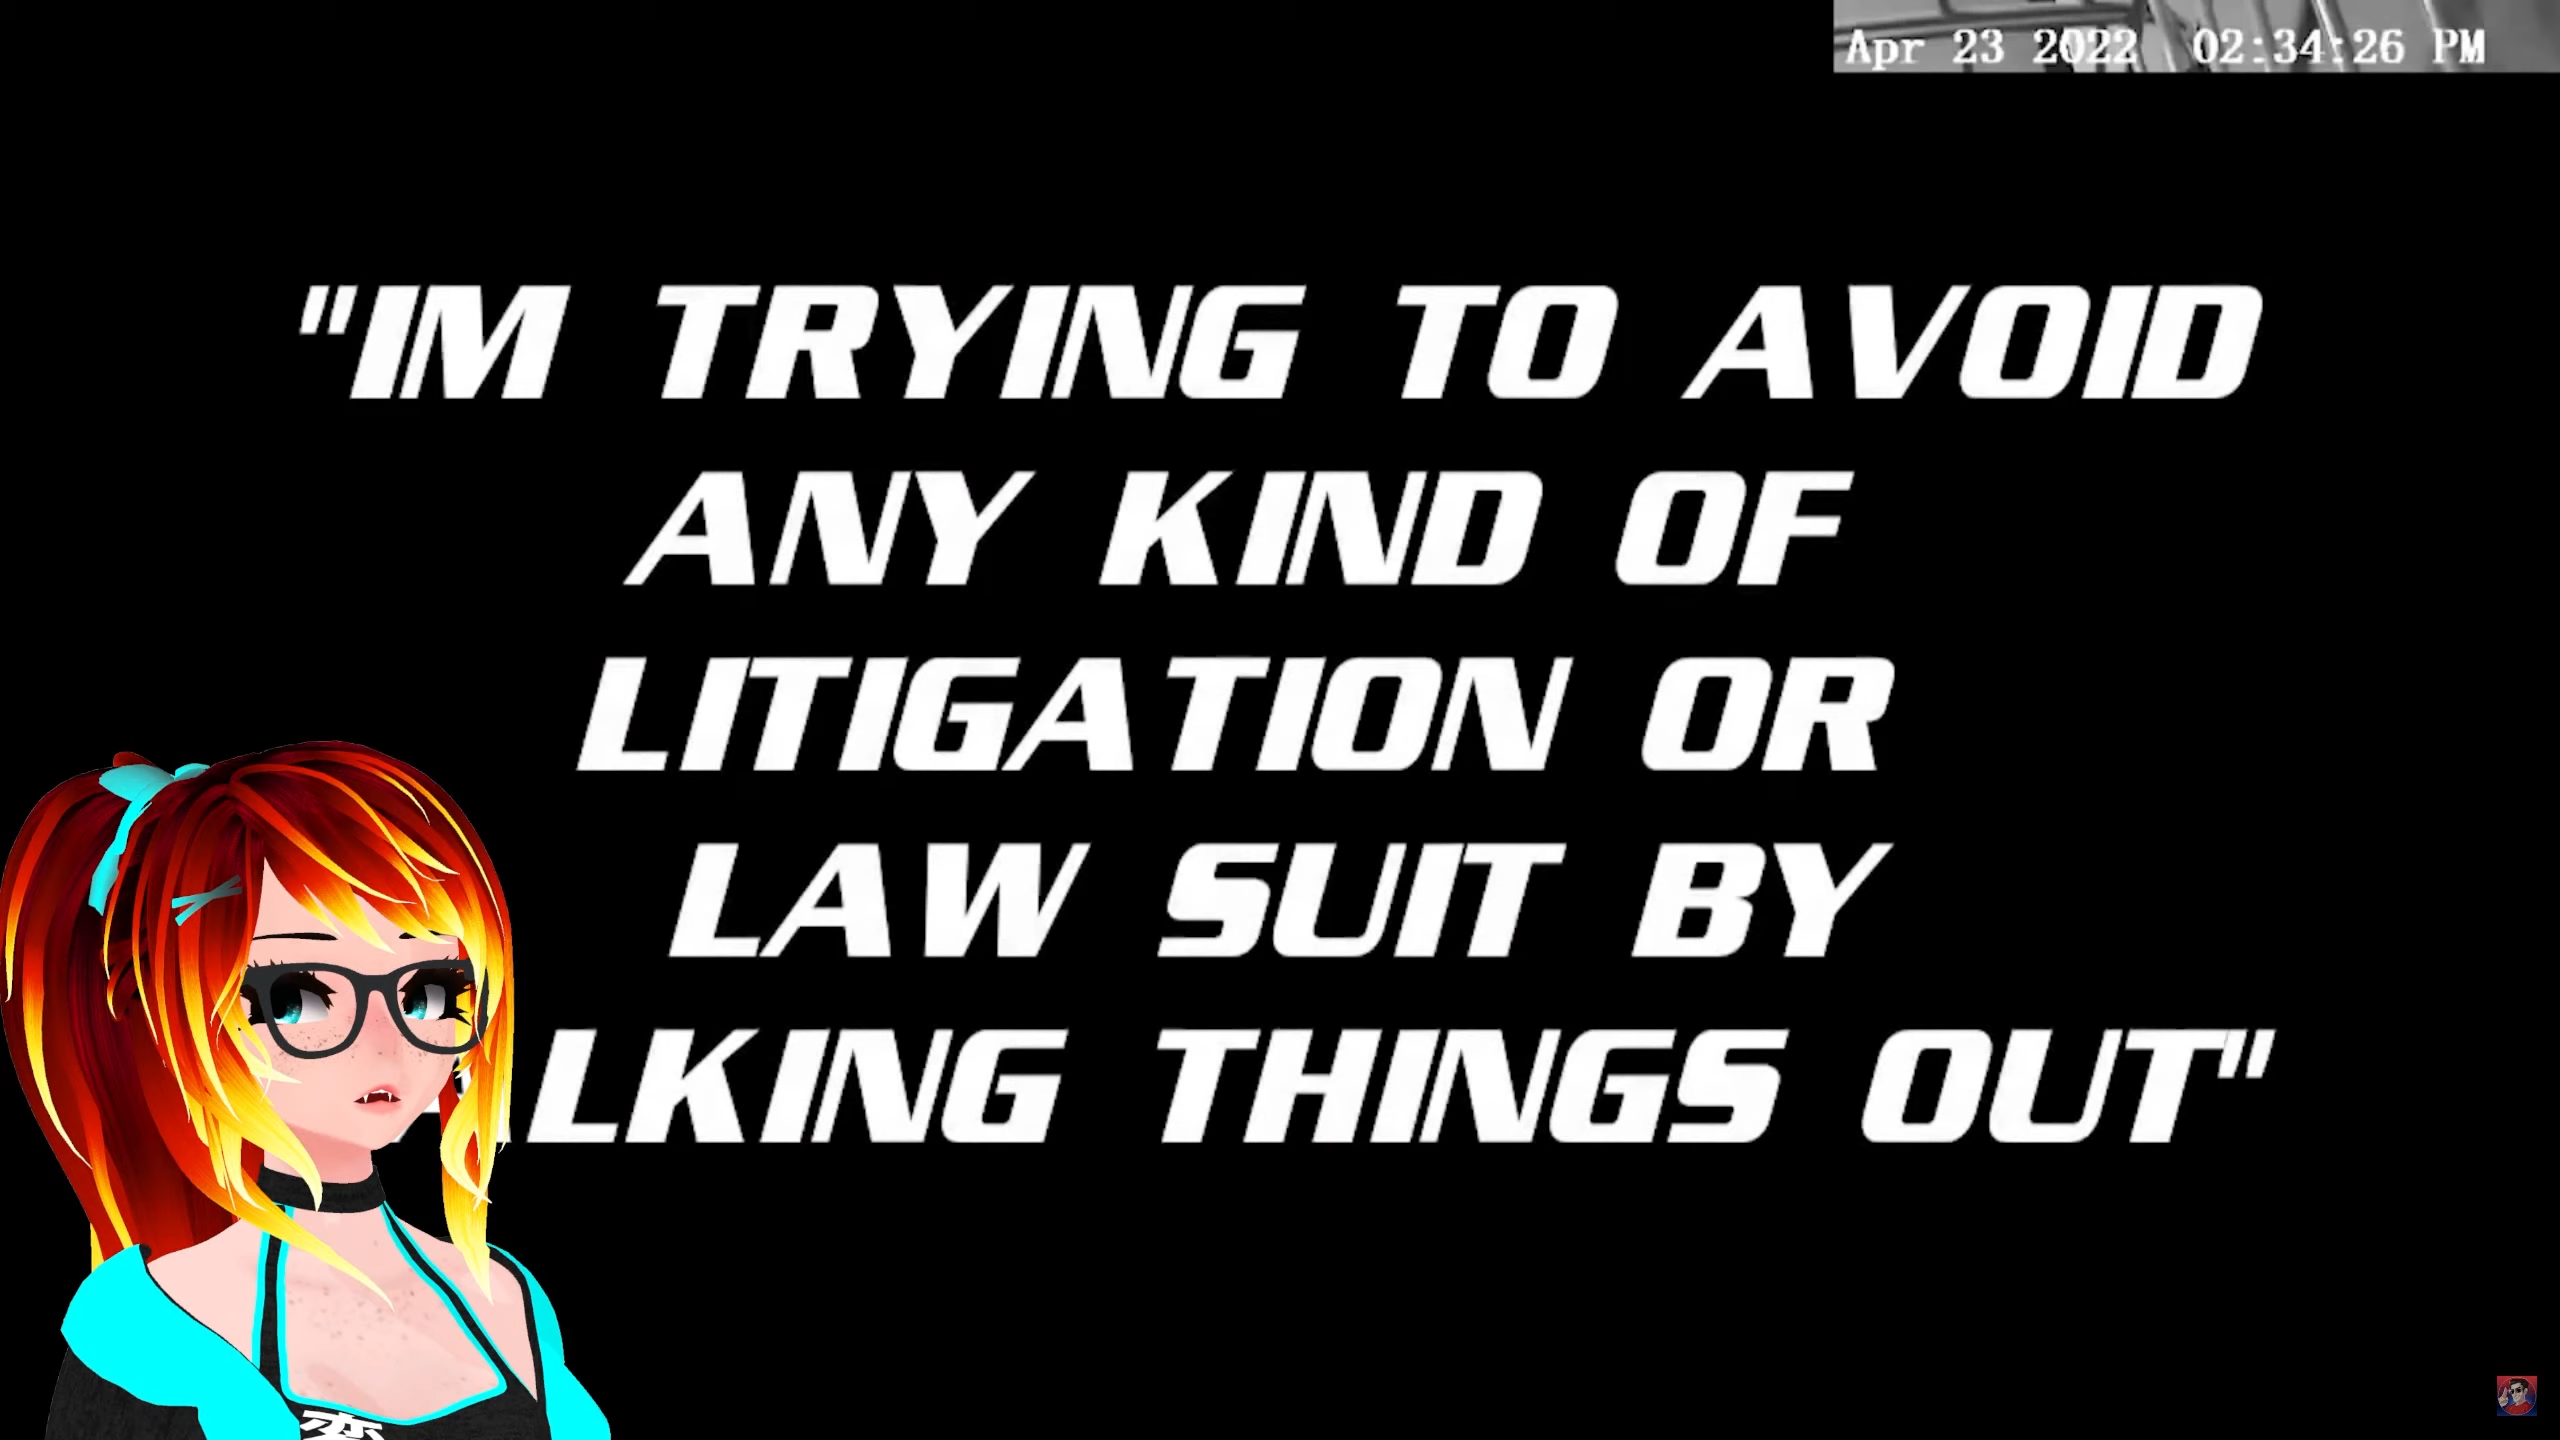 Apr 23 2022 02:34:26 PM
"IM TRYING TO AVOID
ANY KIND OF
LITIGATION OR
LAW SUIT BY
THINGS OUT"
変